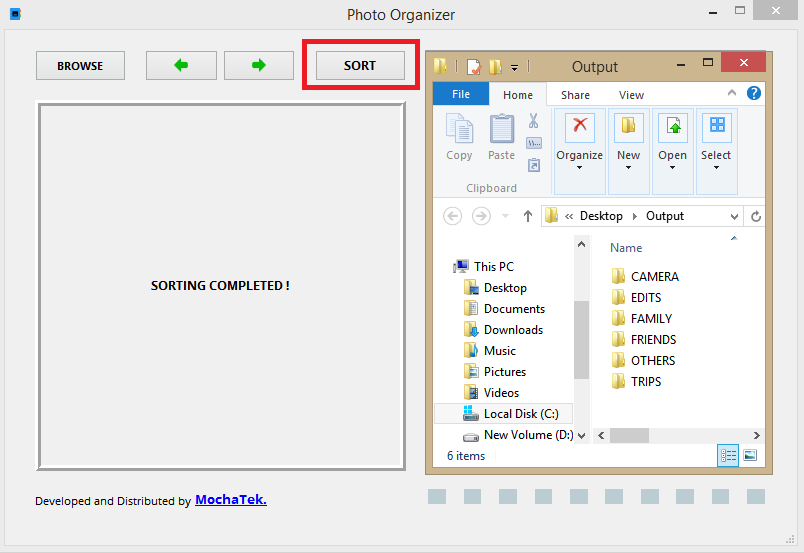 Photo Organizer
BROWSE
SORT
SORTING COMPLETED !
Developed and Distributed by MochaTek.
Output
File Home Share View
Copy Paste
Clipboard
Organize New Open Select
Desktop Output
This PC
Desktop
Documents
Downloads
Music
Pictures
Videos
Local Disk (C:)
New Volume (D:)
Name
CAMERA
EDITS
FAMILY
FRIENDS
OTHERS
TRIPS
6 items